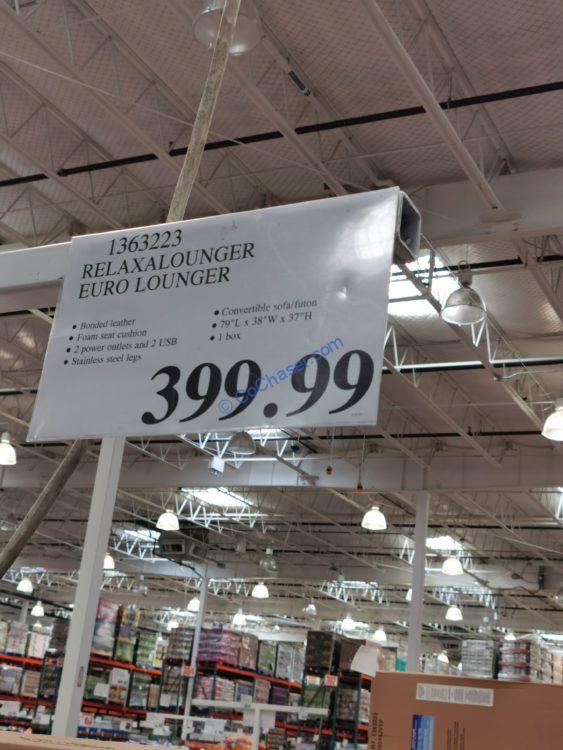 1363223
RELAXALOUNGER
EURO LOUNGER
• Bonded leather
• Foam seat cushion
• 2 power outlets and 2 USB
• Stainless steel legs
• Convertible sofa/futon
• 79"L x 38"W x 37"H
• 1 box
399.99
© CoChaser.com